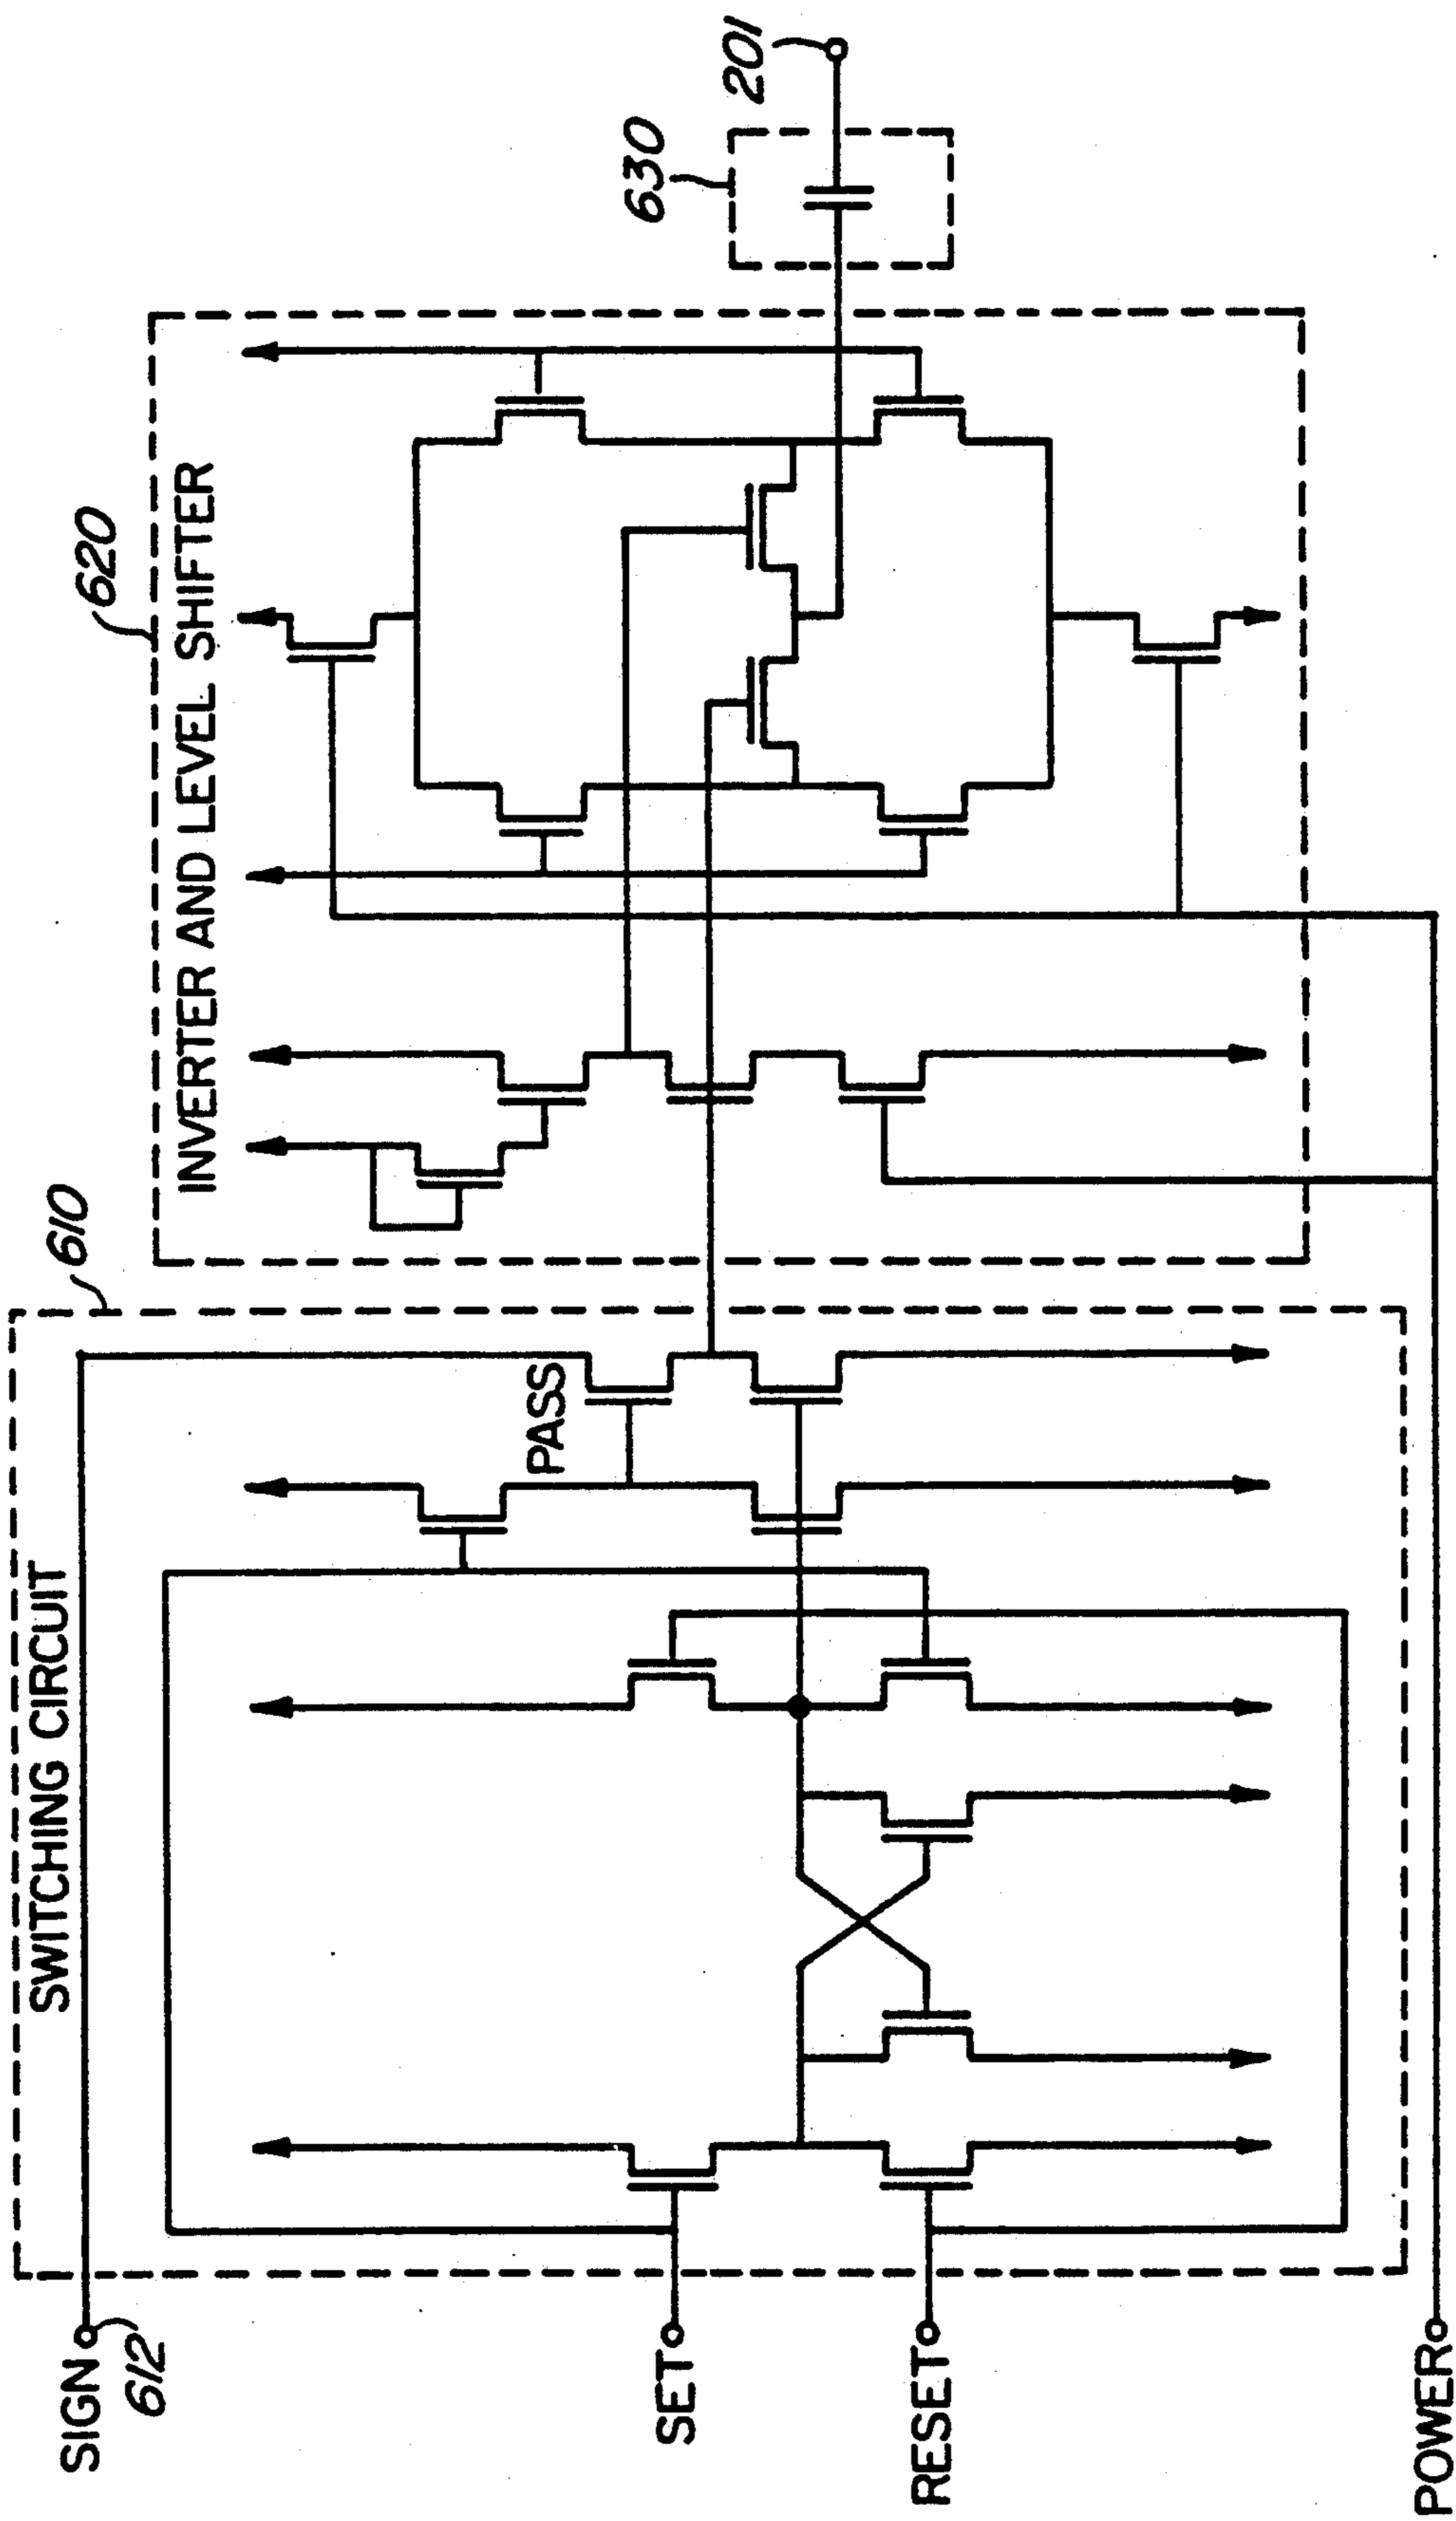 SWITCHING CIRCUIT
610
INVERTER AND LEVEL SHIFTER
620
630
201
SIGN
612
PASS
SET
RESET
POWER